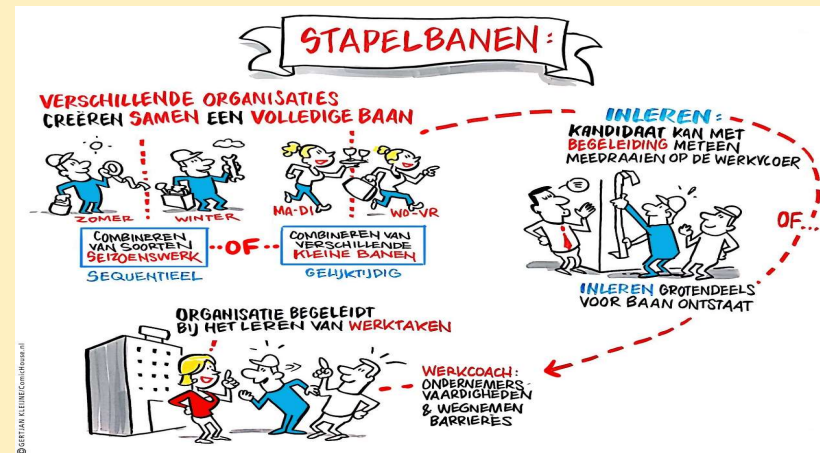 STAPELBANEN:
VERSCHILLENDE ORGANISATIES
CREËREN SAMEN EEN VOLLEDIGE BAAN
ZOMER
WINTER
COMBINEREN
VAN SOORTEN
SEIZOENSWERK
SEQUENTIEEL
OF
MA-DI
WO-VR
COMBINEREN VAN
VERSCHILLENDE
KLEINE BANEN
GELIJKTIJDIG
INLEREN:
KANDIDAAT KAN MET
BEGELEIDING METEEN
MEEDRAAIEN OP DE WERKVLOER
OF...
INLEREN GROTENDEELS
VOOR BAAN ONTSTAAT
ORGANISATIE BEGELEIDT
BIJ HET LEREN VAN WERKTAKEN
WERKCOACH:
ONDERNEMERS-
VAARDIGHEDEN
& WEGNEMEN
BARRIERES
©GERTJAN KLEIJNE/ComicHouse.nl